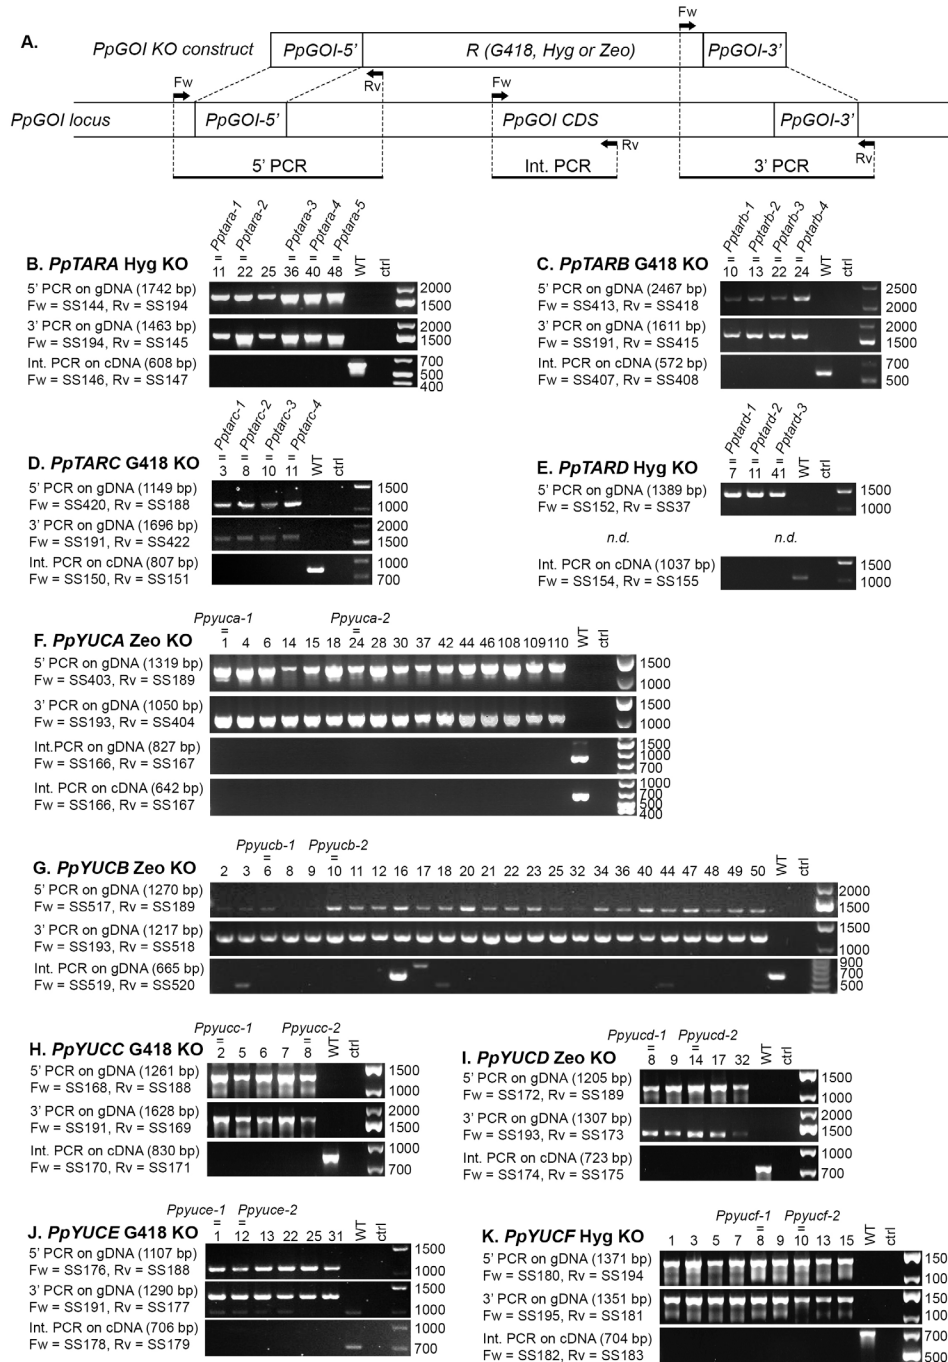 A.
PpGOI KO construct
PpGOI-5'
R (G418, Hyg or Zeo)
Fw
PpGOI-3'
Fw
Rv
Fw
PpGOI locus
PpGOI-5'
PpGOI CDS
PpGOI-3'
Rv
Rv
5' PCR
Int. PCR
3' PCR
B. PpTARA Hyg KO
= Pptara-1
= Pptara-2
= Pptara-3
= Pptara-4
= Pptara-5
11 22 25 36 40 48 WT ctrl
5' PCR on gDNA (1742 bp)
Fw = SS144, Rv = SS194
2000
1500
3' PCR on gDNA (1463 bp)
Fw = SS194, Rv = SS145
2000
1500
Int. PCR on cDNA (608 bp)
Fw = SS146, Rv = SS147
700
500
400
C. PpTARB G418 KO
= Pptarb-1
= Pptarb-2
= Pptarb-3
= Pptarb-4
10 13 22 24 WT ctrl
5' PCR on gDNA (2467 bp)
Fw = SS413, Rv = SS418
2500
2000
3' PCR on gDNA (1611 bp)
Fw = SS191, Rv = SS415
2000
1500
Int PCR on cDNA (572 bp)
Fw = SS407, Rv = SS408
700
500
D. PpTARC G418 KO
= Pptarc-1
= Pptarc-2
= Pptarc-3
= Pptarc-4
3 8 10 11 WT ctrl
5' PCR on gDNA (1149 bp)
Fw = SS420, Rv = SS188
1500
1000
3' PCR on gDNA (1696 bp)
Fw = SS191, Rv = SS422
2000
1500
Int. PCR on cDNA (807 bp)
Fw = SS150, Rv = SS151
1000
700
E. PpTARD Hyg KO
= Pptard-1
= Pptard-2
= Pptard-3
7 11 41 WT ctrl
5' PCR on gDNA (1389 bp)
Fw = SS152, Rv = SS37
1500
1000
n.d. n.d.
Int. PCR on cDNA (1037 bp)
Fw = SS154, Rv = SS155
1500
1000
Ppyuca-1 Ppyuca-2
= =
F. PpYUCA Zeo KO
1 4 6 14 15 18 24 28 30 37 42 44 46 108 109 110 WT ctrl
5' PCR on gDNA (1319 bp)
Fw = SS403, Rv = SS189
1500
1000
3' PCR on gDNA (1050 bp)
Fw = SS193, Rv = SS404
1500
1000
Int.PCR on gDNA (827 bp)
Fw = SS166, Rv = SS167
1500
1000
700
Int. PCR on cDNA (642 bp)
Fw = SS166, Rv = SS167
1000
700
500
400
Ppyucb-1 Ppyucb-2
= =
G. PpYUCB Zeo KO
2 3 6 8 9 10 11 12 16 17 18 20 21 22 23 25 32 34 36 40 44 47 48 49 50 WT ctrl
5' PCR on gDNA (1270 bp)
Fw = SS517, Rv = SS189
2000
1500
3' PCR on gDNA (1217 bp)
Fw = SS193, Rv = SS518
1500
1000
Int. PCR on gDNA (665 bp)
Fw = SS519, Rv = SS520
900
700
500
Ppyucc-1 Ppyucc-2
= =
H. PpYUCC G418 KO
2 5 6 7 8 WT ctrl
5' PCR on gDNA (1261 bp)
Fw = SS168, Rv = SS188
1500
1000
3' PCR on gDNA (1628 bp)
Fw = SS191, Rv = SS169
2000
1500
Int. PCR on cDNA (830 bp)
Fw = SS170, Rv = SS171
1000
700
Ppyucd-1 Ppyucd-2
= =
I. PpYUCD Zeo KO
8 9 14 17 32 WT ctrl
5' PCR on gDNA (1205 bp)
Fw = SS172, Rv = SS189
1500
1000
3' PCR on gDNA (1307 bp)
Fw = SS193, Rv = SS173
2000
1500
Int. PCR on cDNA (723 bp)
Fw = SS174, Rv = SS175
1000
700
Ppyuce-1 Ppyuce-2
= =
J. PpYUCE G418 KO
1 12 13 22 25 31 WT ctrl
5' PCR on gDNA (1107 bp)
Fw = SS176, Rv = SS188
1500
1000
3' PCR on gDNA (1290 bp)
Fw = SS191, Rv = SS177
1500
1000
Int. PCR on cDNA (706 bp)
Fw = SS178, Rv = SS179
1000
700
Ppyucf-1 Ppyucf-2
= =
K. PpYUCF Hyg KO
1 3 5 7 8 9 10 13 15 WT ctrl
5' PCR on gDNA (1371 bp)
Fw = SS180, Rv = SS194
150
100
3' PCR on gDNA (1351 bp)
Fw = SS195, Rv = SS181
150
100
Int PCR on cDNA (704 bp)
Fw = SS182, Rv = SS183
700
500